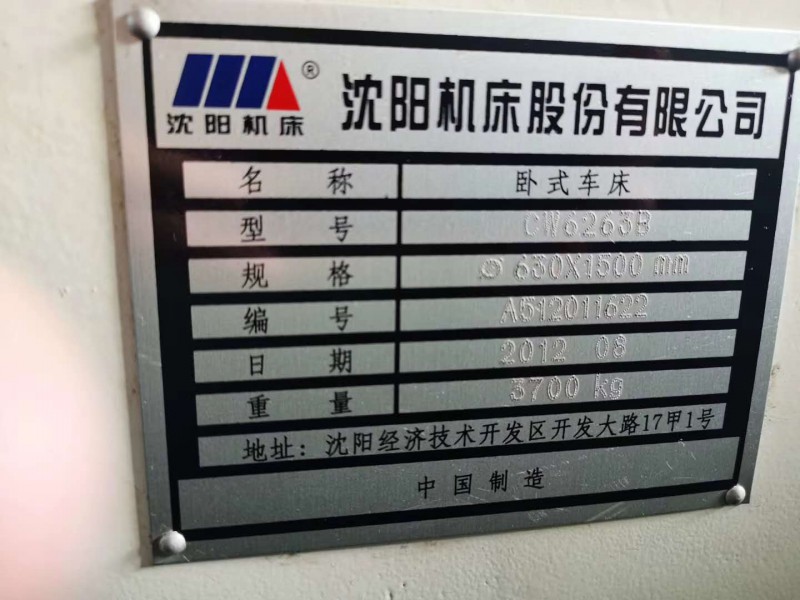 沈阳机床® 沈阳机床股份有限公司
名 称 卧式车床
型 号 CW6263B
规 格 Ø 630X1500 mm
编 号 A512011622
日 期 2012 08
重 量 3700 kg
地址: 沈阳经济技术开发区开发大路17甲1号
中国制造